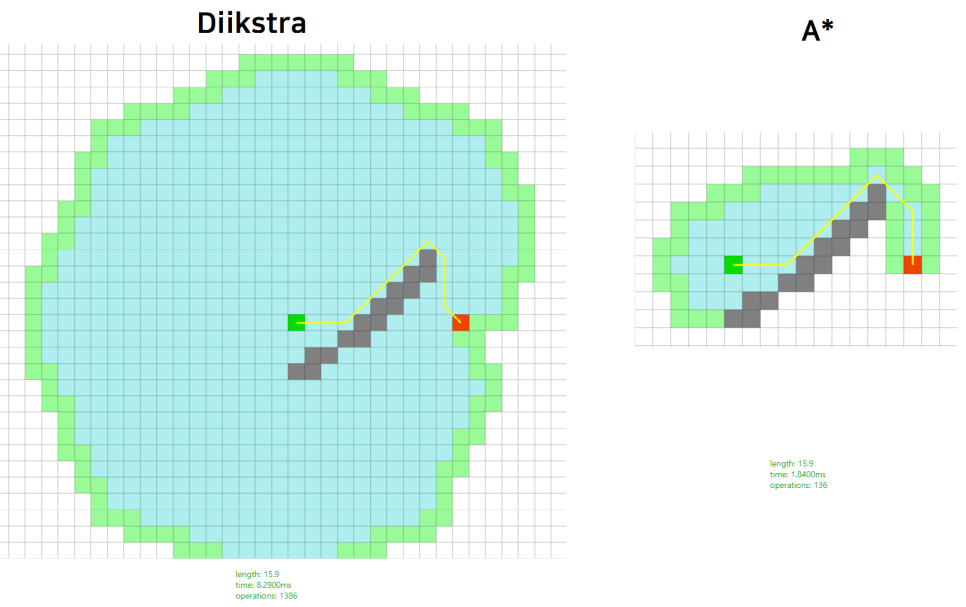 Diikstra
A*
length: 15.9
time: 1.8400ms
operations: 136
length: 15.9
time: 8.2900ms
operations: 1386